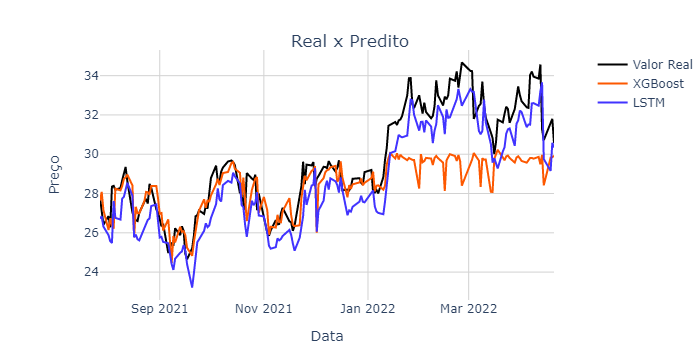 Real x Predito
Valor Real
XGBoost
LSTM
Preço
34
32
30
28
26
24
Sep 2021
Nov 2021
Jan 2022
Mar 2022
Data